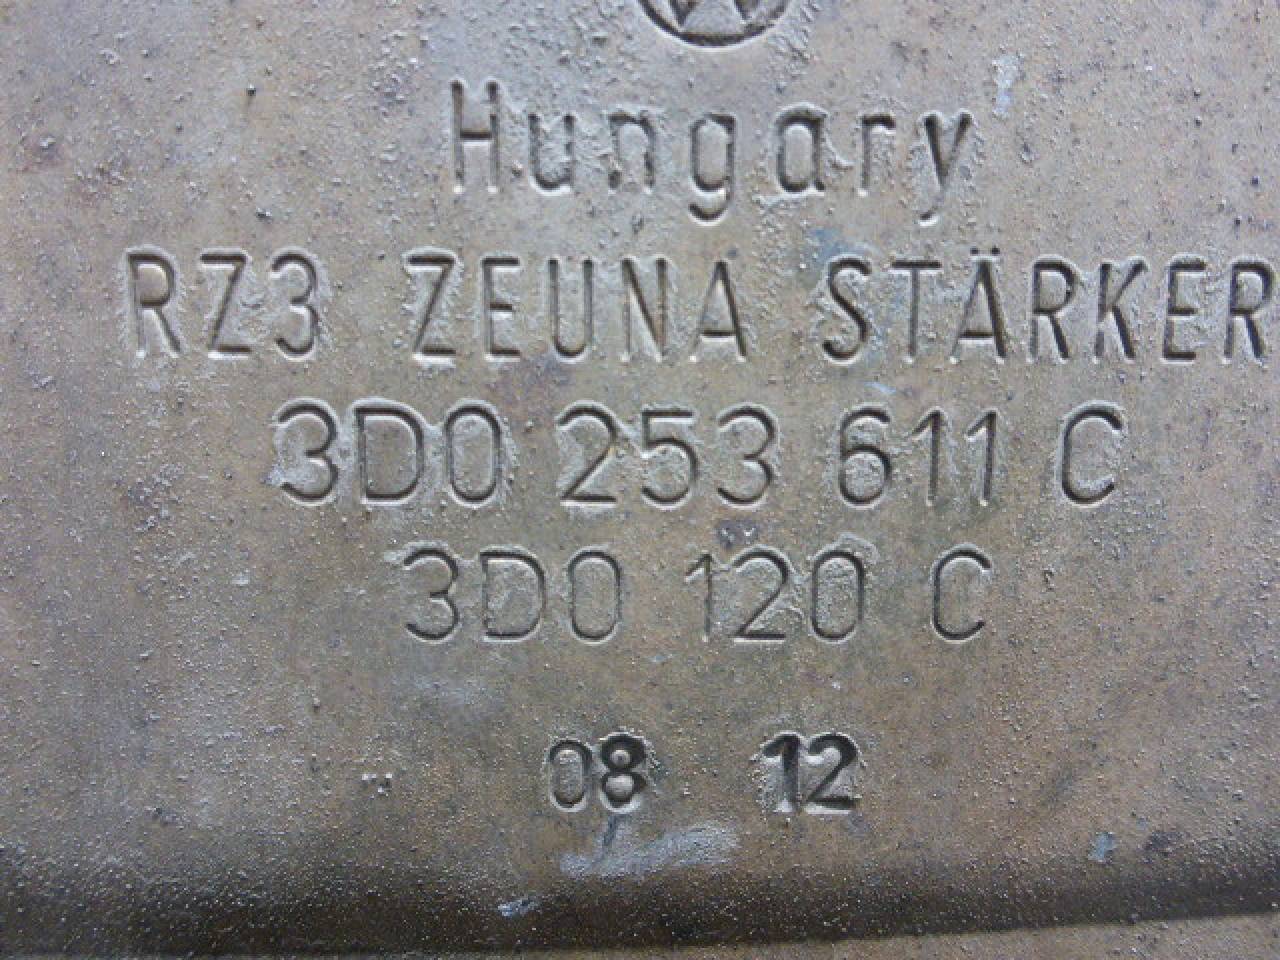 Hungary
RZ3 ZEUNA STÄRKER
3D0 253 611 C
3D0 120 C
08 12